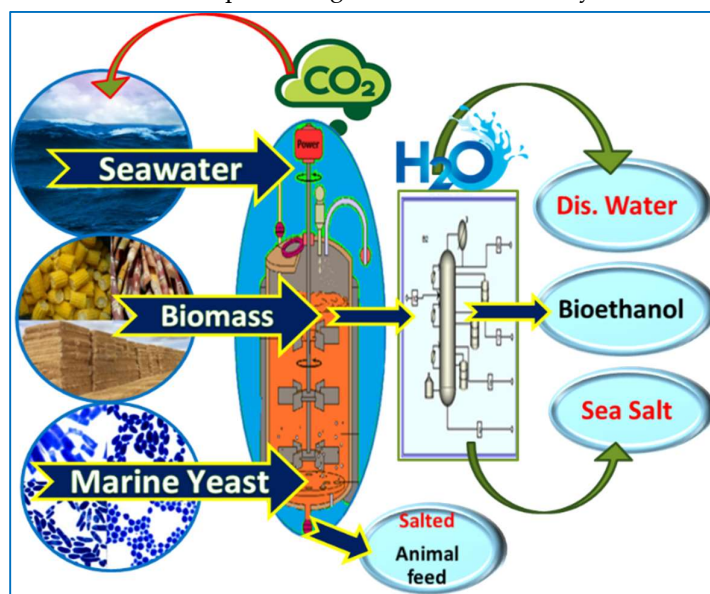 CO2
Power
Seawater
H2O
Dis. Water
Biomass
Bioethanol
Marine Yeast
Sea Salt
Salted
Animal
feed